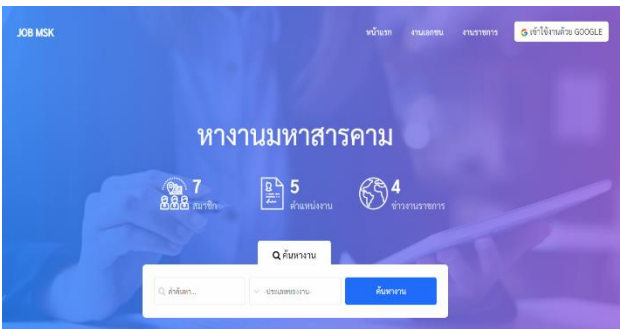 JOB MSK
หน้าแรก งานเอกชน งานราชการ เข้าใช้งานด้วย GOOGLE
หางานมหาสารคาม
7 สมาชิก
5 ตำแหน่งงาน
4 ข่าวงานราชการ
ค้นหางาน
คำค้นหา... -ประเภทของงาน- ค้นหางาน